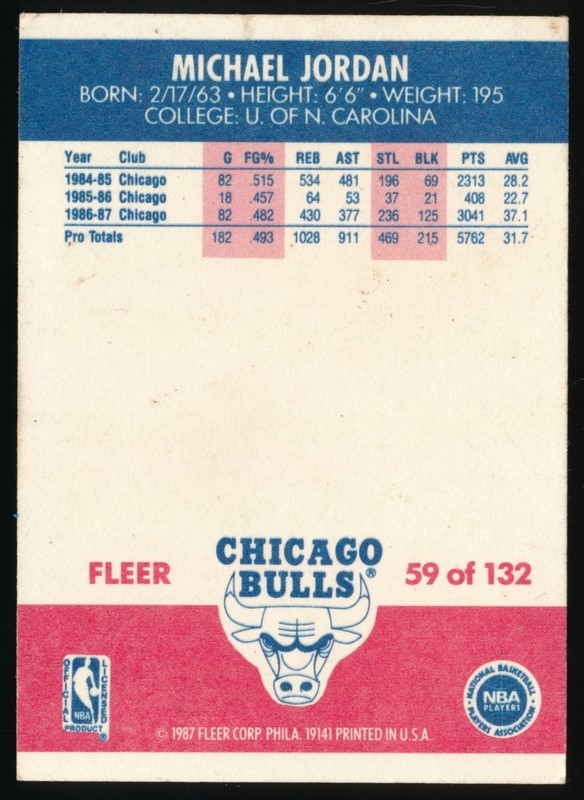 MICHAEL JORDAN
BORN: 2/17/63 • HEIGHT: 6'6" • WEIGHT: 195
COLLEGE: U. OF N. CAROLINA
Year Club G FG% REB AST STL BLK PTS AVG
1984-85 Chicago 82 .515 534 481 196 69 2313 28.2
1985-86 Chicago 18 .457 64 53 37 21 408 22.7
1986-87 Chicago 82 .482 430 377 236 125 3041 37.1
Pro Totals 182 .493 1028 911 469 215 5762 31.7
CHICAGO
BULLS®
FLEER
59 of 132
OFFICIAL LICENSED
NBA
PRODUCT ®
NATIONAL BASKETBALL
NBA
PLAYERS
PLAYERS ASSOCIATION
© 1987 FLEER CORP. PHILA. 19141 PRINTED IN U.S.A.